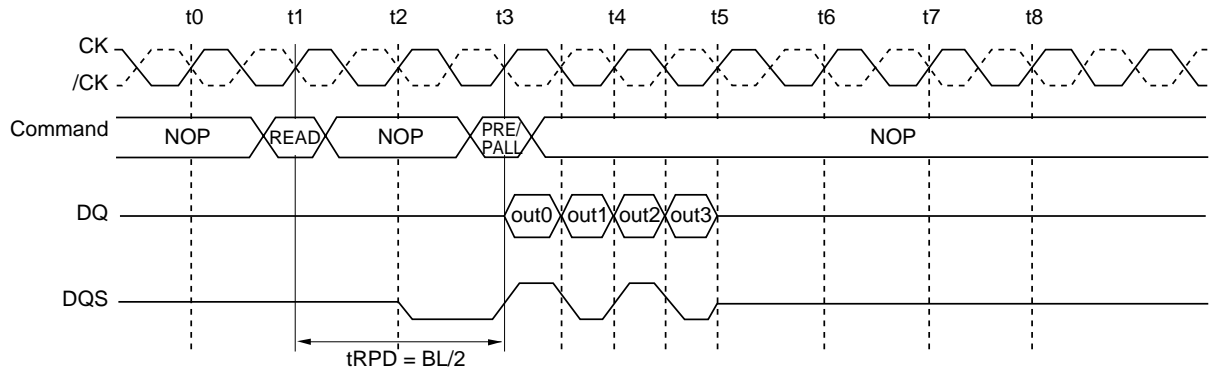 t0 t1 t2 t3 t4 t5 t6 t7 t8
CK
/CK
Command NOP READ NOP PRE/ PALL NOP
DQ out0 out1 out2 out3
DQS
tRPD = BL/2